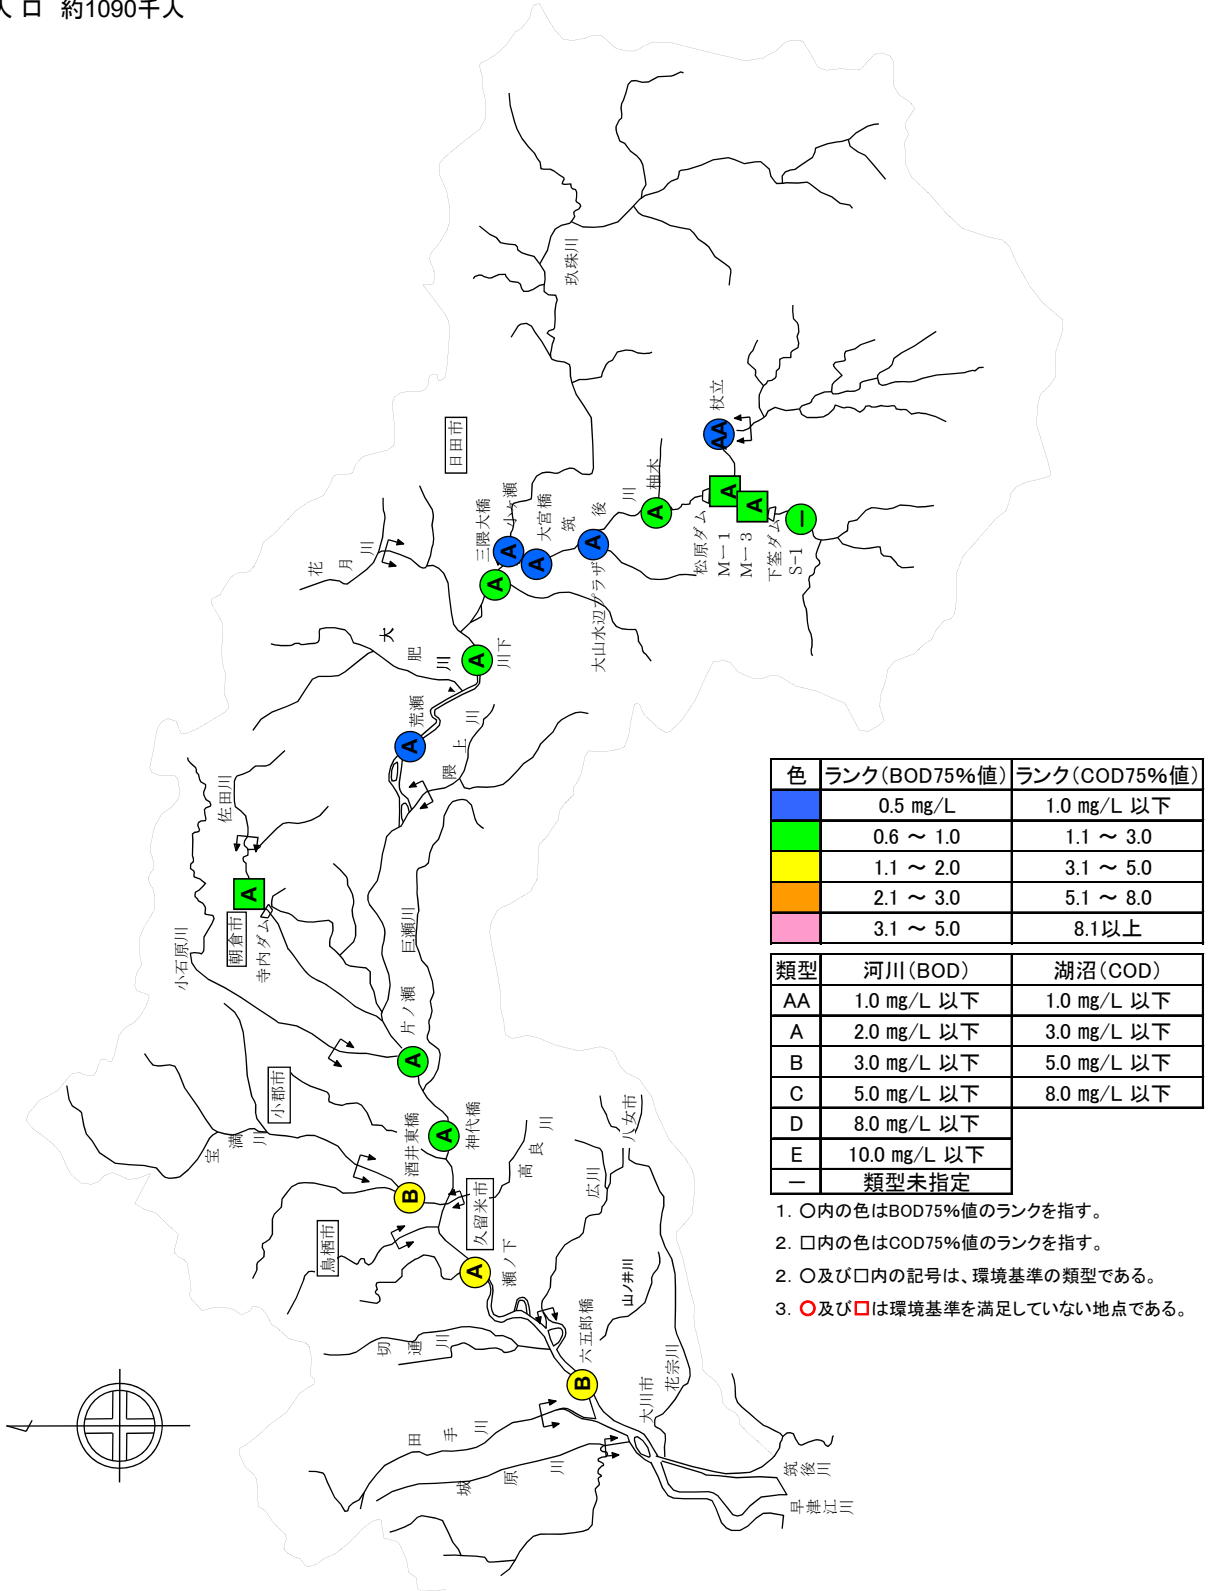 人 口 約1090千人
玖珠川
日田市
杖立
AA
花月川
三隈大橋
小ヶ瀬
大宮橋
筑後川
柚木
A
A
A
A
A
A
A
松原ダム
M－1
M－3
下筌ダム
S-1
－
大山水辺プラザ
大肥川
川下
A
荒瀬
A
隈上川
佐田川
A
朝倉市
寺内ダム
小石原川
巨瀬川
片ノ瀬
A
小郡市
宝満川
酒井東橋
B
神代橋
A
高良川
鳥栖市
久留米市
瀬ノ下
A
広川
八女市
山ノ井川
切通川
六五郎橋
B
花宗川
大川市
田手川
城原川
筑後川
早津江川
色 ランク(BOD75%値) ランク(COD75%値)
0.5 mg/L 1.0 mg/L 以下
0.6 ～ 1.0 1.1 ～ 3.0
1.1 ～ 2.0 3.1 ～ 5.0
2.1 ～ 3.0 5.1 ～ 8.0
3.1 ～ 5.0 8.1以上
類型 河川(BOD) 湖沼(COD)
AA 1.0 mg/L 以下 1.0 mg/L 以下
A 2.0 mg/L 以下 3.0 mg/L 以下
B 3.0 mg/L 以下 5.0 mg/L 以下
C 5.0 mg/L 以下 8.0 mg/L 以下
D 8.0 mg/L 以下
E 10.0 mg/L 以下
－ 類型未指定
1. ○内の色はBOD75%値のランクを指す。
2. □内の色はCOD75%値のランクを指す。
2. ○及び□内の記号は、環境基準の類型である。
3. ○及び□は環境基準を満足していない地点である。